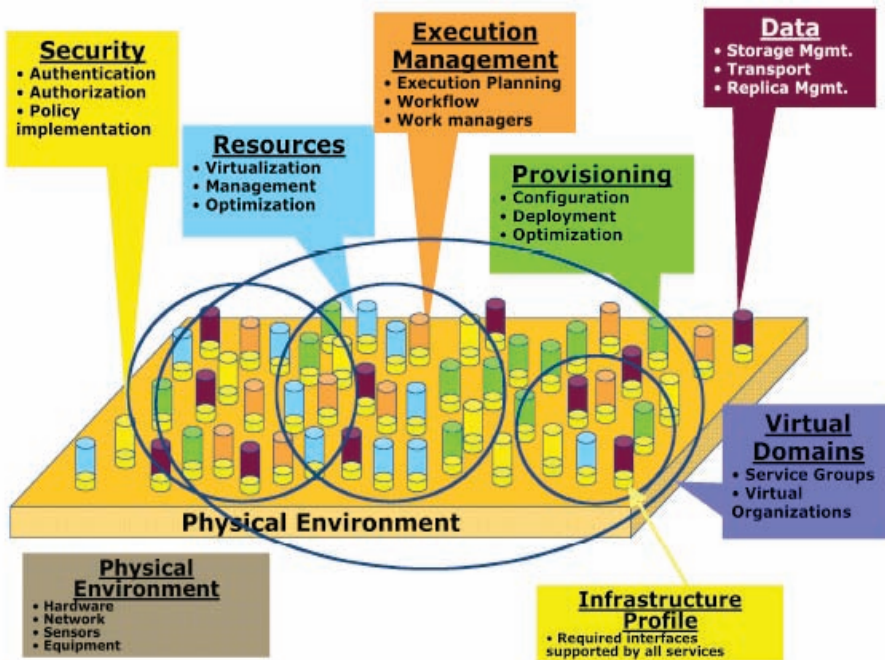 Security
• Authentication
• Authorization
• Policy
implementation
Execution
Management
• Execution Planning
• Workflow
• Work managers
Data
• Storage Mgmt.
• Transport
• Replica Mgmt.
Resources
• Virtualization
• Management
• Optimization
Provisioning
• Configuration
• Deployment
• Optimization
Virtual
Domains
• Service Groups
• Virtual
Organizations
Physical Environment
Physical
Environment
• Hardware
• Network
• Sensors
• Equipment
Infrastructure
Profile
• Required interfaces
supported by all services